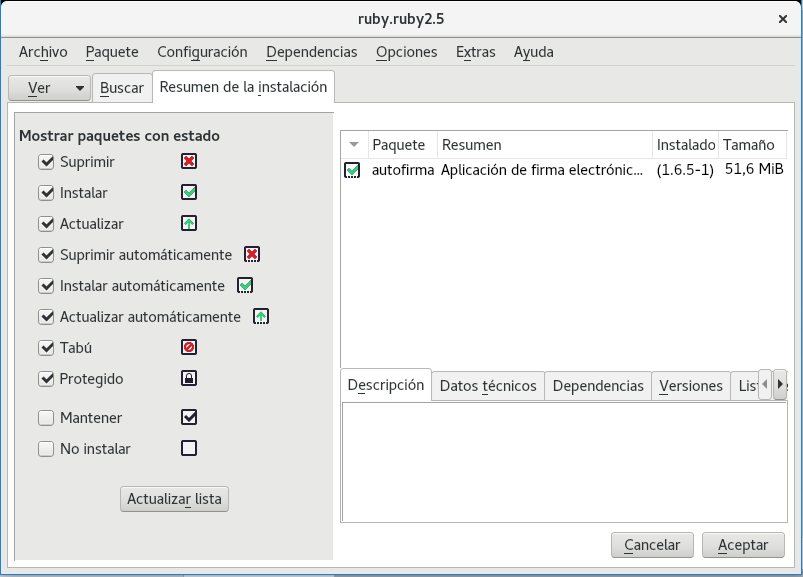 ruby.ruby2.5
Archivo Paquete Configuración Dependencias Opciones Extras Ayuda
Ver Buscar Resumen de la instalación
Mostrar paquetes con estado
Suprimir
Instalar
Actualizar
Suprimir automáticamente
Instalar automáticamente
Actualizar automáticamente
Tabú
Protegido
Mantener
No instalar
Actualizar lista
Paquete Resumen Instalado Tamaño
autofirma Aplicación de firma electrónic... (1.6.5-1) 51,6 MiB
Descripción Datos técnicos Dependencias Versiones
Cancelar Aceptar